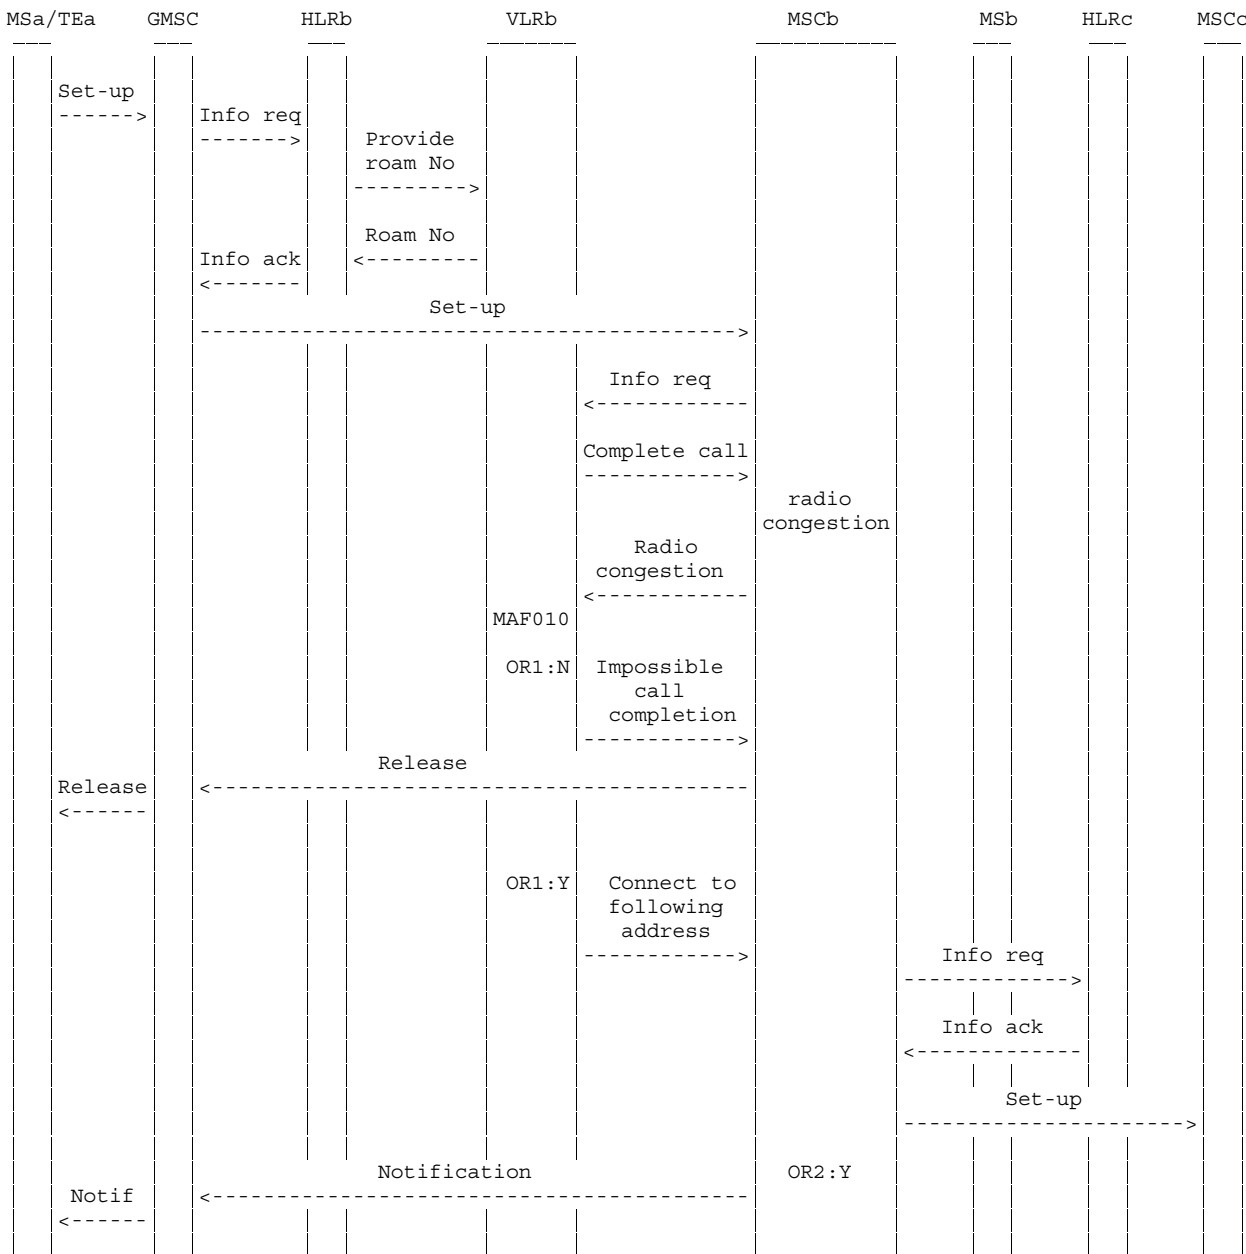 MSa/TEa GMSC HLRb VLRb MSCb MSb HLRc MSCc
Set-up
------>
Info req
------->
Provide
roam No
--------->
Roam No
Info ack <---------
<-------
Set-up
------------------------------------------>
Info req
<------------
Complete call
------------>
radio
congestion
Radio
congestion
<------------
MAF010
OR1:N Impossible
call
completion
------------>
Release
Release <------------------------------------------
<------
OR1:Y Connect to
following
address
------------> Info req
------------->
Info ack
<-------------
Set-up
---------------------->
Notification OR2:Y
Notif <------------------------------------------
<------